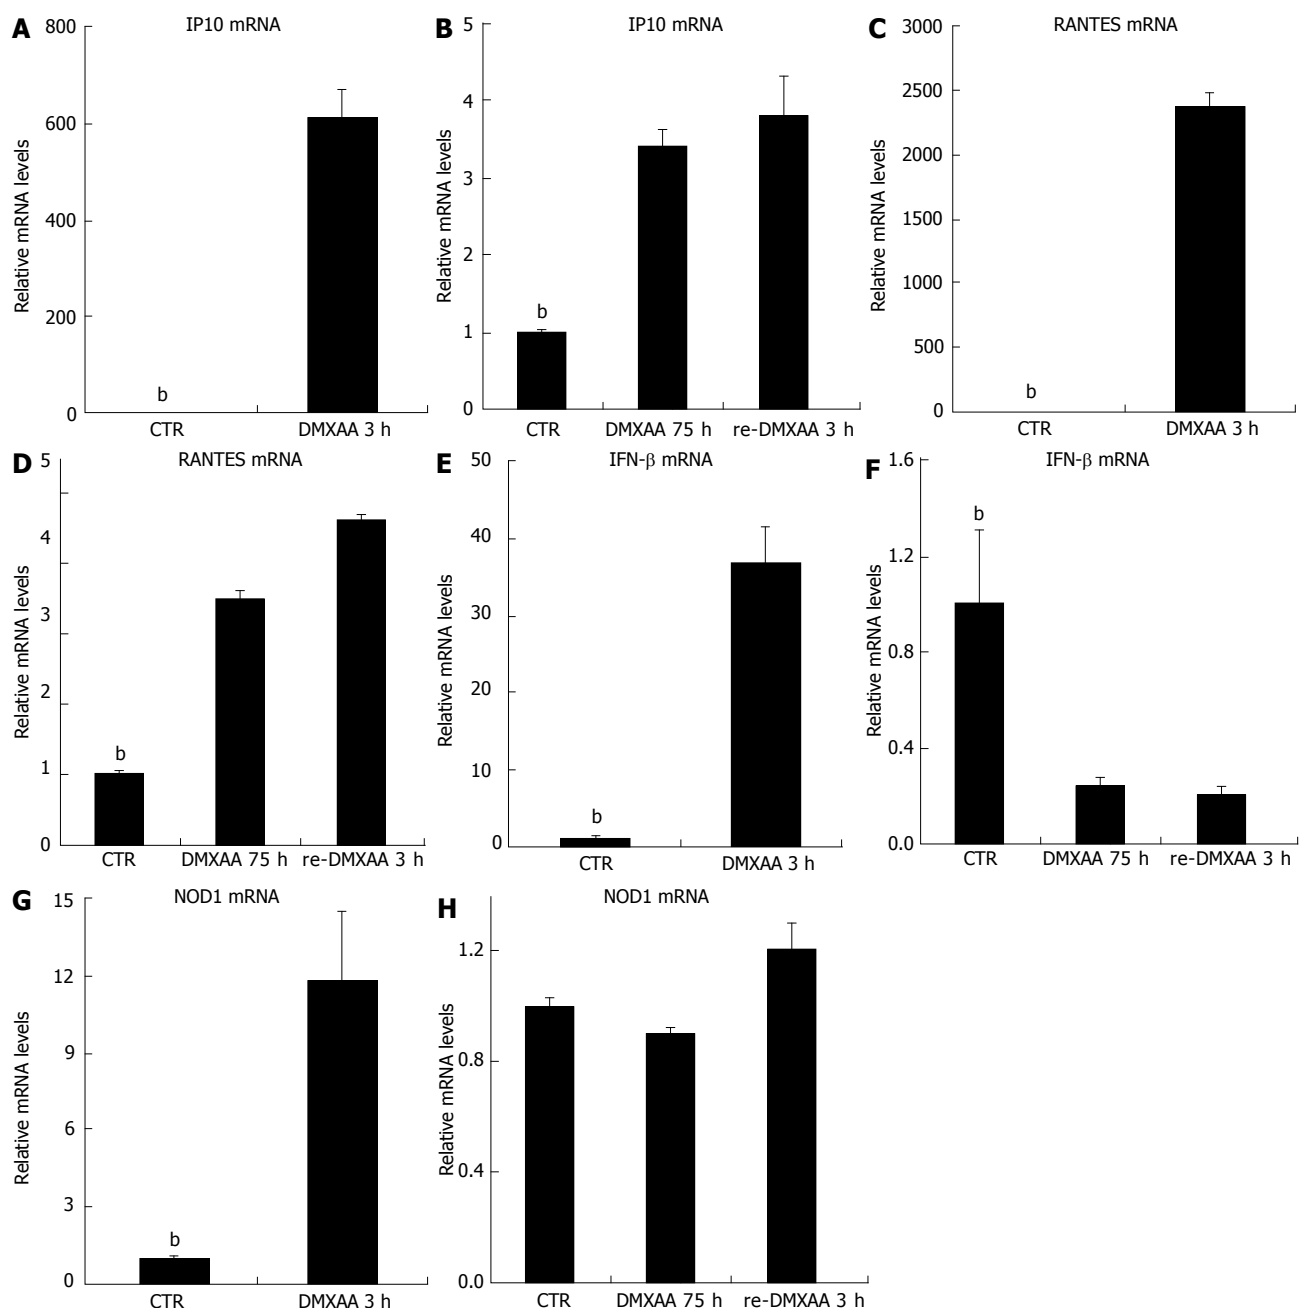 A
IP10 mRNA
Relative mRNA levels
800
600
400
200
0
b
CTR
DMXAA 3 h
B
IP10 mRNA
Relative mRNA levels
5
4
3
2
1
0
b
CTR
DMXAA 75 h
re-DMXAA 3 h
C
RANTES mRNA
Relative mRNA levels
3000
2500
2000
1500
1000
500
0
b
CTR
DMXAA 3 h
D
RANTES mRNA
Relative mRNA levels
5
4
3
2
1
0
b
CTR
DMXAA 75 h
re-DMXAA 3 h
E
IFN-β mRNA
Relative mRNA levels
50
40
30
20
10
0
b
CTR
DMXAA 3 h
F
IFN-β mRNA
Relative mRNA levels
1.6
1.2
0.8
0.4
0.0
b
CTR
DMXAA 75 h
re-DMXAA 3 h
G
NOD1 mRNA
Relative mRNA levels
15
12
9
6
3
0
b
CTR
DMXAA 3 h
H
NOD1 mRNA
Relative mRNA levels
1.2
0.8
0.4
0.0
CTR
DMXAA 75 h
re-DMXAA 3 h